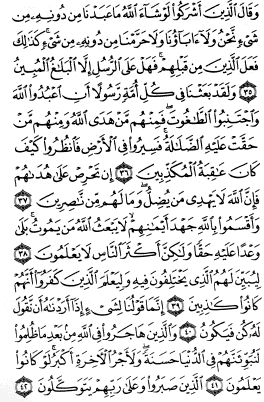 وَقَالَ ٱلَّذِينَ أَشْرَكُوا۟ لَوْ شَآءَ ٱللَّهُ مَا عَبَدْنَا مِن دُونِهِۦ مِن
شَىْءٍ نَّحْنُ وَلَآ ءَابَآؤُنَا وَلَا حَرَّمْنَا مِن دُونِهِۦ مِن شَىْءٍ ۚ كَذَٰلِكَ
فَعَلَ ٱلَّذِينَ مِن قَبْلِهِمْ ۚ فَهَلْ عَلَى ٱلرُّسُلِ إِلَّا ٱلْبَلَٰغُ ٱلْمُبِينُ
٣٥ وَلَقَدْ بَعَثْنَا فِى كُلِّ أُمَّةٍ رَّسُولًا أَنِ ٱعْبُدُوا۟ ٱللَّهَ
وَٱجْتَنِبُوا۟ ٱلطَّٰغُوتَ ۖ فَمِنْهُم مَّنْ هَدَى ٱللَّهُ وَمِنْهُم مَّنْ
حَقَّتْ عَلَيْهِ ٱلضَّلَٰلَةُ ۚ فَسِيرُوا۟ فِى ٱلْأَرْضِ فَٱنظُرُوا۟ كَيْفَ
كَانَ عَٰقِبَةُ ٱلْمُكَذِّبِينَ ٣٦ إِن تَحْرِصْ عَلَىٰ هُدَىٰهُمْ
فَإِنَّ ٱللَّهَ لَا يَهْدِى مَن يُضِلُّ ۖ وَمَا لَهُم مِّن نَّٰصِرِينَ ٣٧
وَأَقْسَمُوا۟ بِٱللَّهِ جَهْدَ أَيْمَٰنِهِمْ ۙ لَا يَبْعَثُ ٱللَّهُ مَن يَمُوتُ ۚ بَلَىٰ
وَعْدًا عَلَيْهِ حَقًّا وَلَٰكِنَّ أَكْثَرَ ٱلنَّاسِ لَا يَعْلَمُونَ ٣٨
لِيُبَيِّنَ لَهُمُ ٱلَّذِى يَخْتَلِفُونَ فِيهِ وَلِيَعْلَمَ ٱلَّذِينَ كَفَرُوٓا۟ أَنَّهُمْ
كَانُوا۟ كَٰذِبِينَ ٣٩ إِنَّمَا قَوْلُنَا لِشَىْءٍ إِذَآ أَرَدْنَٰهُ أَن نَّقُولَ
لَهُۥ كُن فَيَكُونُ ٤٠ وَٱلَّذِينَ هَاجَرُوا۟ فِى ٱللَّهِ مِنۢ بَعْدِ مَا ظُلِمُوا۟
لَنُبَوِّئَنَّهُمْ فِى ٱلدُّنْيَا حَسَنَةً ۖ وَلَأَجْرُ ٱلْءَاخِرَةِ أَكْبَرُ ۚ لَوْ كَانُوا۟
يَعْلَمُونَ ٤١ ٱلَّذِينَ صَبَرُوا۟ وَعَلَىٰ رَبِّهِمْ يَتَوَكَّلُونَ ٤٢